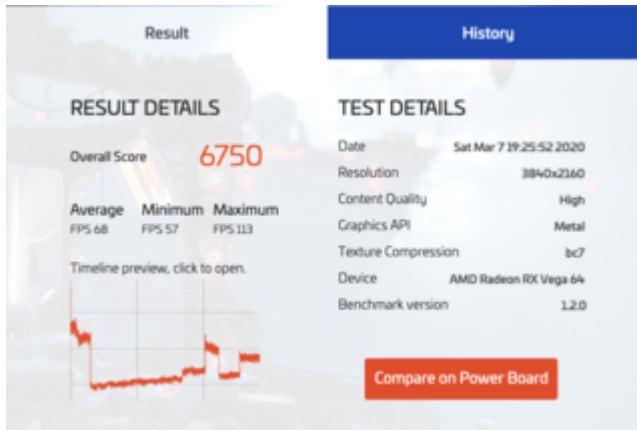 Result
History
RESULT DETAILS
Overall Score 6750
Average Minimum Maximum
FPS 68 FPS 57 FPS 113
Timeline preview, click to open.
TEST DETAILS
Date Sat Mar 7 19:25:52 2020
Resolution 3840x2160
Content Quality High
Graphics API Metal
Texture Compression bc7
Device AMD Radeon RX Vega 64
Benchmark version 1.2.0
Compare on Power Board